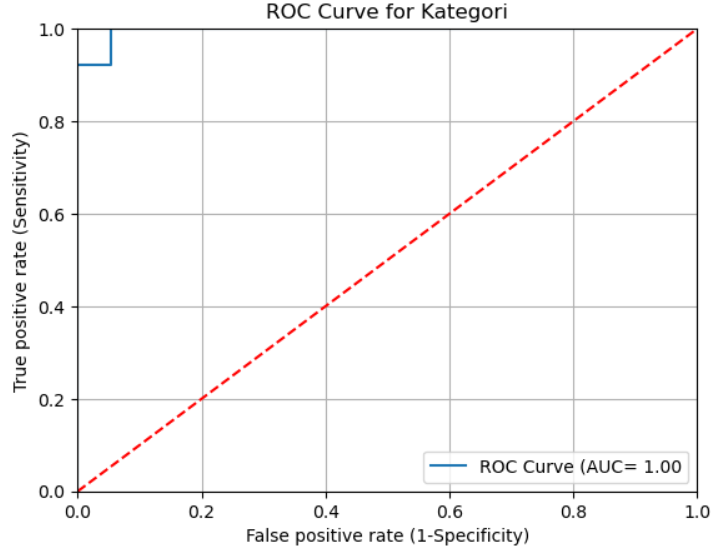 ROC Curve for Kategori
True positive rate (Sensitivity)
1.0
0.8
0.6
0.4
0.2
0.0
ROC Curve (AUC= 1.00
0.0 0.2 0.4 0.6 0.8 1.0
False positive rate (1-Specificity)